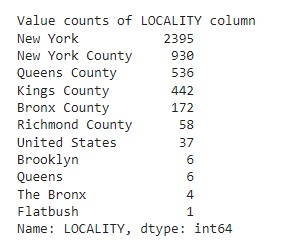 Value counts of LOCALITY column
New York 2395
New York County 930
Queens County 536
Kings County 442
Bronx County 172
Richmond County 58
United States 37
Brooklyn 6
Queens 6
The Bronx 4
Flatbush 1
Name: LOCALITY, dtype: int64